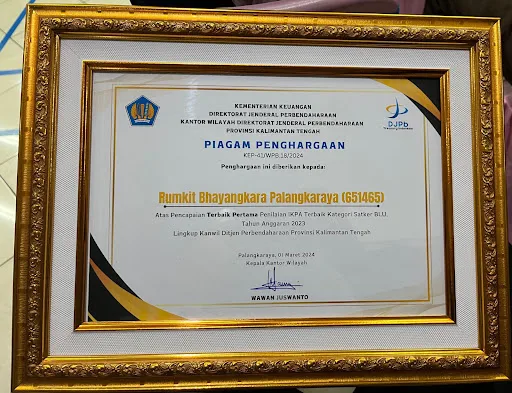 KEMENTERIAN KEUANGAN
DIREKTORAT JENDERAL PERBENDAHARAAN
KANTOR WILAYAH DIREKTORAT JENDERAL PERBENDAHARAAN
PROVINSI KALIMANTAN TENGAH
DJPb
PIAGAM PENGHARGAAN
KEP-41/WPB.18/2024
Penghargaan ini diberikan kepada:
Rumkit Bhayangkara Palangkaraya (651465)
Atas Pencapaian Terbaik Pertama Penilaian IKPA Terbaik Kategori Satker BLU,
Tahun Anggaran 2023
Lingkup Kanwil Ditjen Perbendaharaan Provinsi Kalimantan Tengah
Palangkaraya, 01 Maret 2024
Kepala Kantor Wilayah
WAWAN JUSWANTO